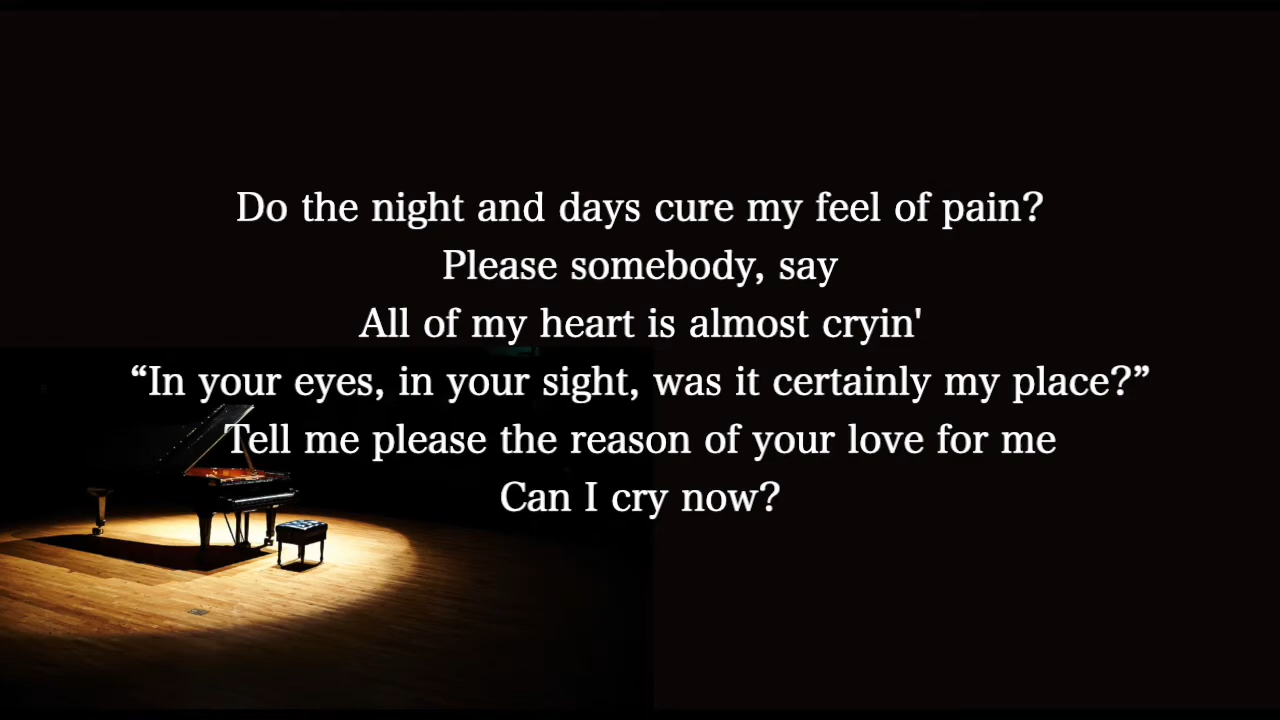 Do the night and days cure my feel of pain?
Please somebody, say
All of my heart is almost cryin'
“In your eyes, in your sight, was it certainly my place?”
Tell me please the reason of your love for me
Can I cry now?